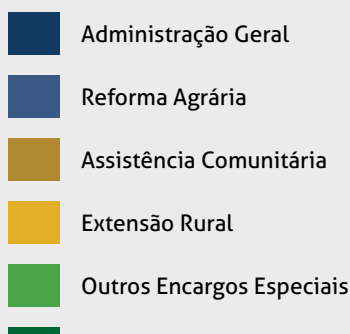 Administração Geral
Reforma Agrária
Assistência Comunitária
Extensão Rural
Outros Encargos Especiais